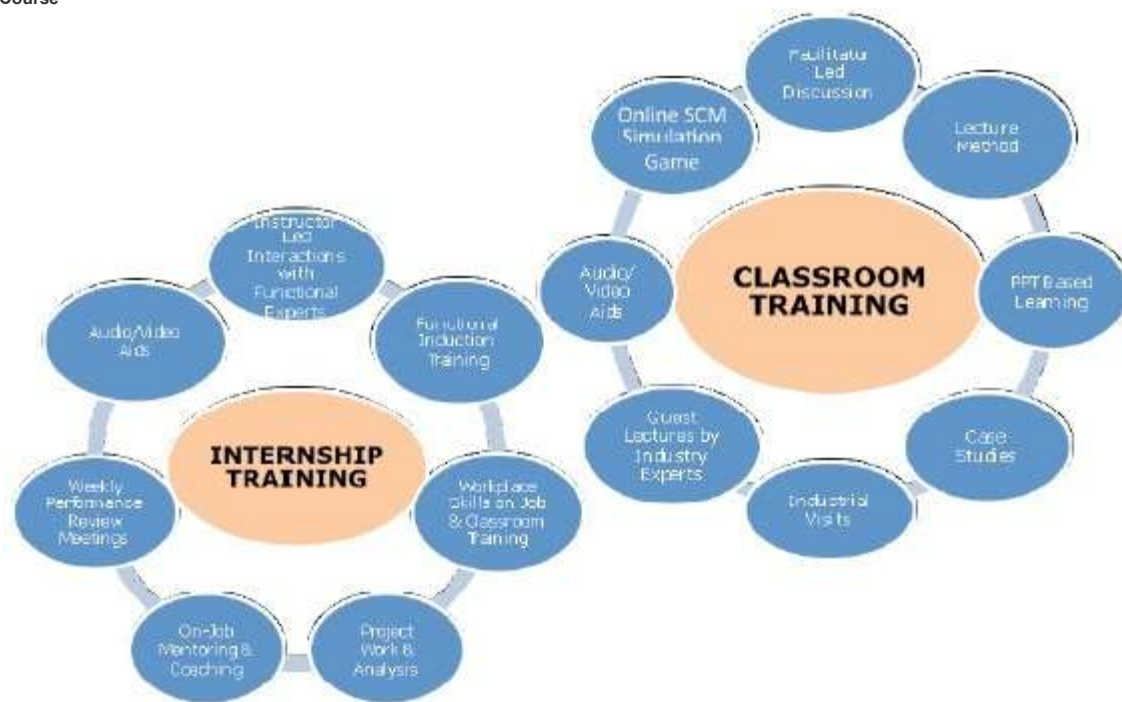 Course
Facilitator
Led
Discussion
Online SCM
Simulation
Game
Lecture
Method
Audio/
Video
Aids
CLASSROOM
TRAINING
PPT Based
Learning
Guest
Lectures by
Industry
Experts
Case
Studies
Industrial
Visits
Instructor
Led
Interactions
with
Functional
Experts
Audio/Video
Aids
Functional
Induction
Training
INTERNSHIP
TRAINING
Weekly
Performance
Review
Meetings
Workplace
Skills on Job
& Classroom
Training
On-Job
Mentoring &
Coaching
Project
Work &
Analysis